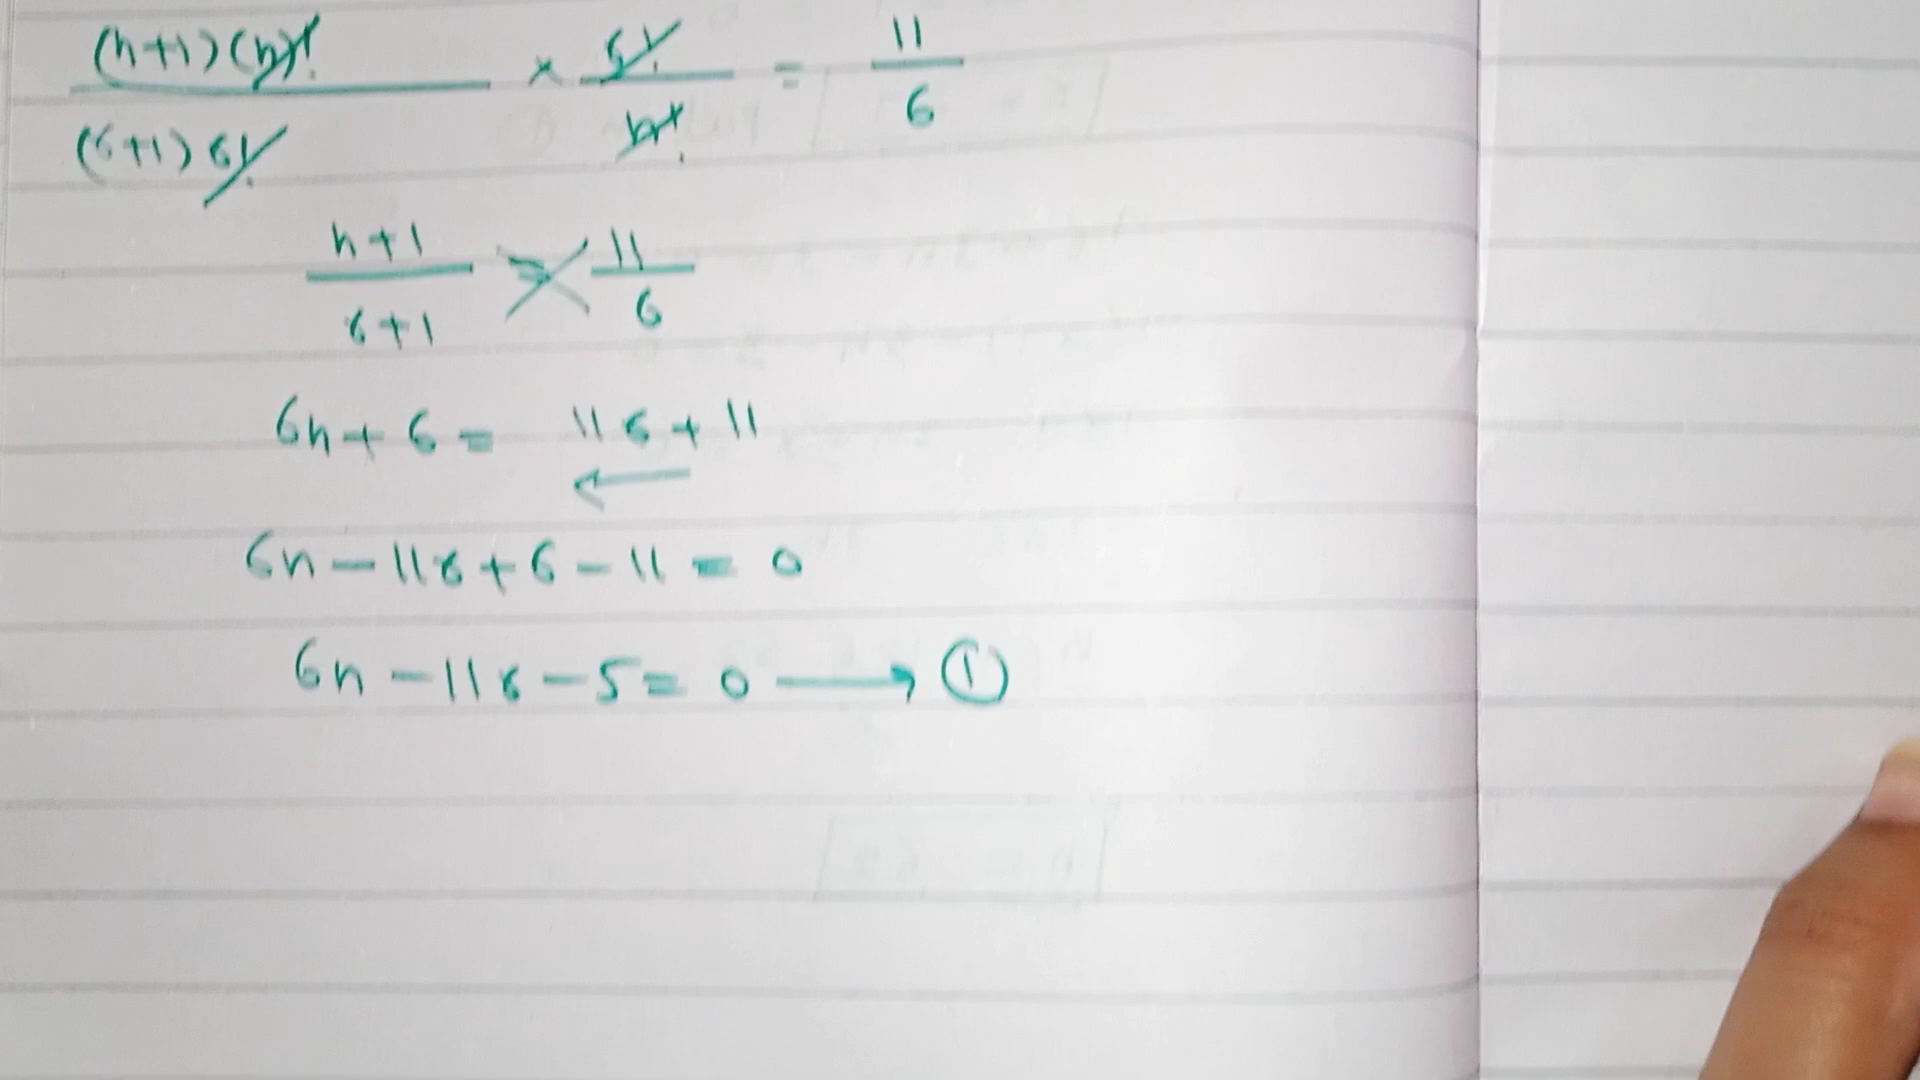 (n+1)(n)! / (r+1) r! × r! / n! = 11 / 6
n+1 / r+1 = 11 / 6
6n + 6 = 11r + 11
6n - 11r + 6 - 11 = 0
6n - 11r - 5 = 0 → ①